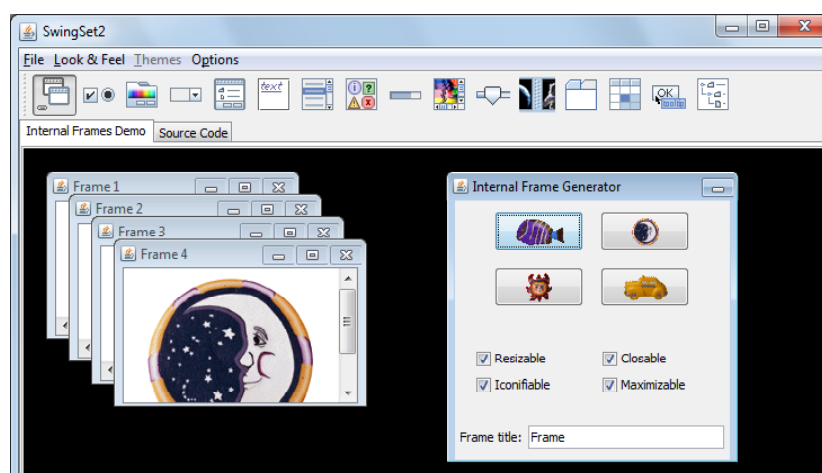 SwingSet2
File Look & Feel Themes Options
text
OK
tooltip
Internal Frames Demo Source Code
Frame 1
Frame 2
Frame 3
Frame 4
Internal Frame Generator
Resizable Closable
Iconifiable Maximizable
Frame title: Frame